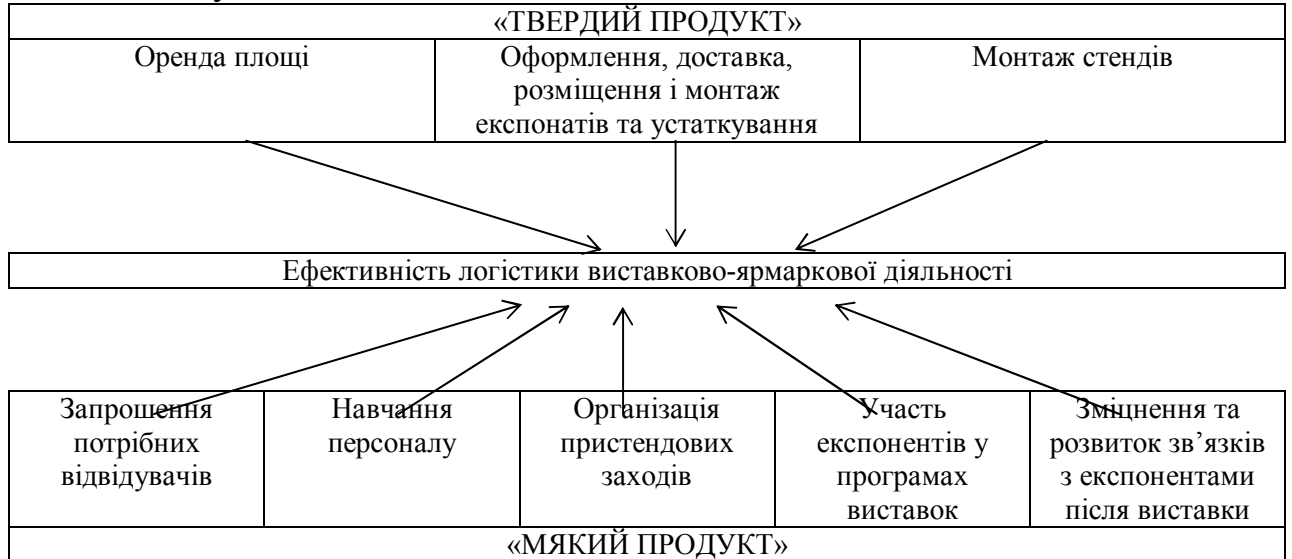 «ТВЕРДИЙ ПРОДУКТ»
Оренда площі
Оформлення, доставка,
розміщення і монтаж
експонатів та устаткування
Монтаж стендів
Ефективність логістики виставково-ярмаркової діяльності
Запрошення
потрібних
відвідувачів
Навчання
персоналу
Організація
пристендових
заходів
Участь
експонентів у
програмах
виставок
Зміцнення та
розвиток зв’язків
з експонентами
після виставки
«МЯКИЙ ПРОДУКТ»